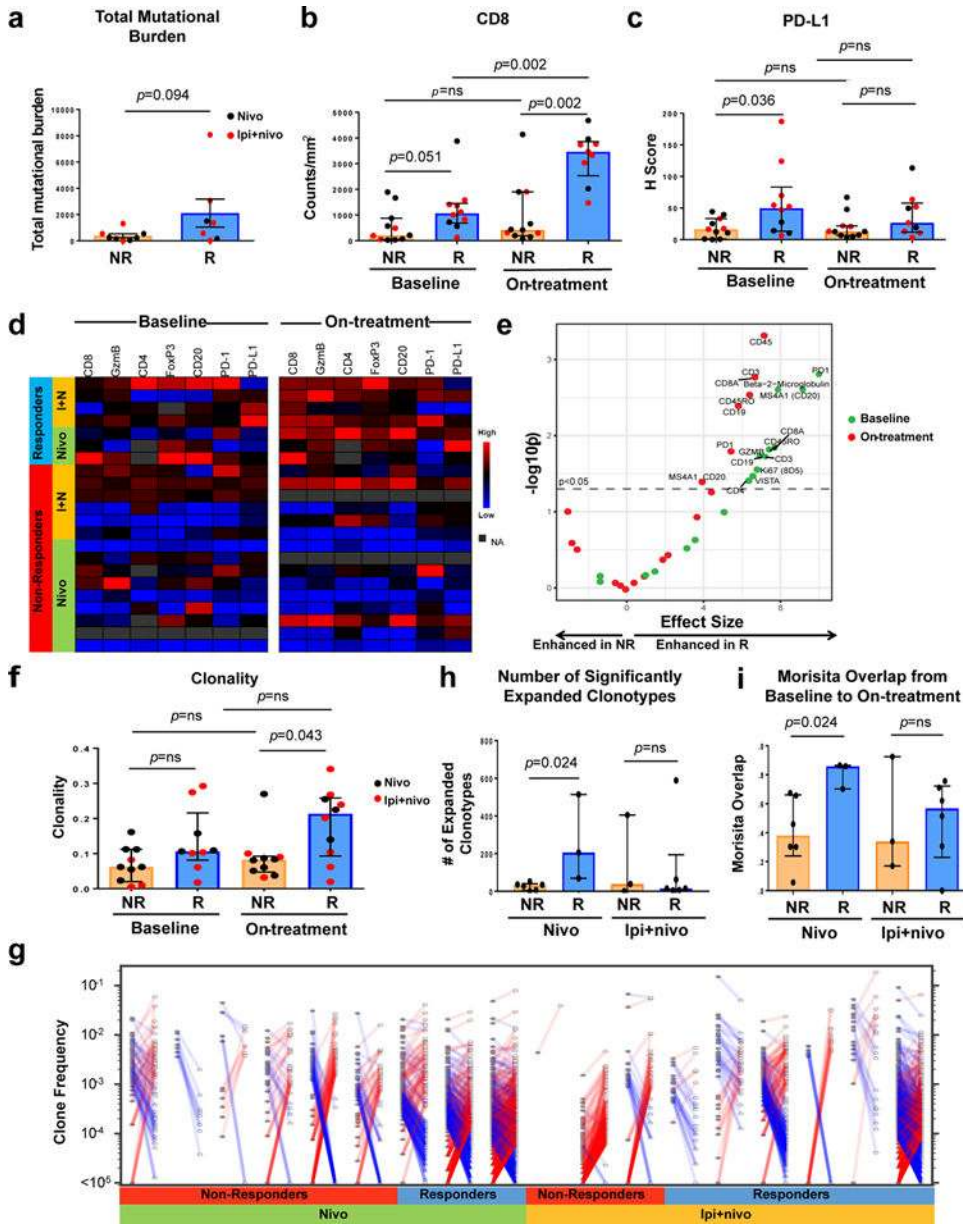 a
Total Mutational
Burden
Total mutational burden
10000
8000
6000
4000
2000
0
p=0.094
Nivo
Ipi+nivo
NR
R
b
CD8
Counts/mm2
5000
4000
3000
2000
1000
0
p=0.002
p=ns
p=0.002
p=0.051
NR
R
NR
R
Baseline
On-treatment
c
PD-L1
H Score
200
150
100
50
0
p=ns
p=ns
p=0.036
p=ns
NR
R
NR
R
Baseline
On-treatment
d
Baseline
On-treatment
CD8
GzmB
CD4
FoxP3
CD20
PD-1
PD-L1
CD8
GzmB
CD4
FoxP3
CD20
PD-1
PD-L1
Responders
Non-Responders
I+N
Nivo
I+N
Nivo
High
Low
NA
e
-log10p)
3
2
1
0
CD45
CD3
PD1
CD8A
Beta-2-Microglobulin
CD45RO
MS4A1 (CD20)
CD19
CD8A
PD1
GZMB
CD45RO
CD19
CD3
MS4A1_CD20
Ki67 (8D5)
CD4
VISTA
p<0.05
Baseline
On-treatment
0
4
8
Effect Size
Enhanced in NR
Enhanced in R
f
Clonality
Clonality
0.4
0.3
0.2
0.1
0.0
p=ns
p=ns
p=ns
p=0.043
Nivo
Ipi+nivo
NR
R
NR
R
Baseline
On-treatment
h
Number of Significantly
Expanded Clonotypes
# of Expanded
Clonotypes
800
600
400
200
0
p=0.024
p=ns
NR
R
NR
R
Nivo
Ipi+nivo
i
Morisita Overlap from
Baseline to On-treatment
Morisita Overlap
.8
.6
.4
.2
.0
p=0.024
p=ns
NR
R
NR
R
Nivo
Ipi+nivo
g
Clone Frequency
10-1
10-2
10-3
10-4
<10-5
Non-Responders
Responders
Non-Responders
Responders
Nivo
Ipi+nivo